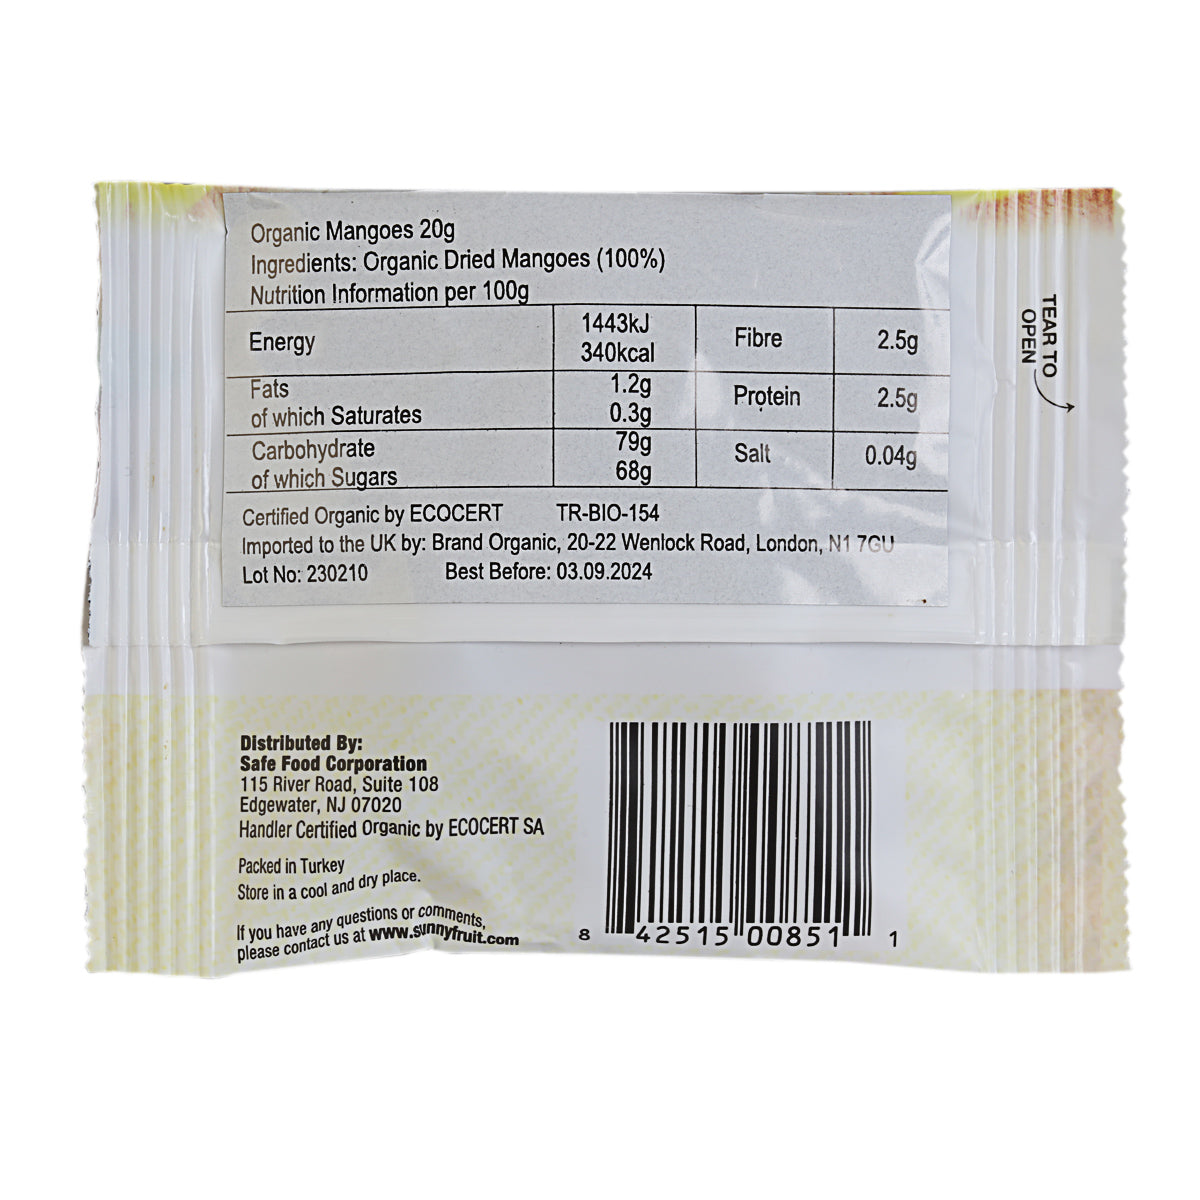 Organic Mangoes 20g
Ingredients: Organic Dried Mangoes (100%)
Nutrition Information per 100g
Energy 1443kJ 340kcal Fibre 2.5g
Fats 1.2g Protein 2.5g
of which Saturates 0.3g
Carbohydrate 79g Salt 0.04g
of which Sugars 68g
Certified Organic by ECOCERT TR-BIO-154
Imported to the UK by: Brand Organic, 20-22 Wenlock Road, London, N1 7GU
Lot No: 230210 Best Before: 03.09.2024
TEAR TO
OPEN
Distributed By:
Safe Food Corporation
115 River Road, Suite 108
Edgewater, NJ 07020
Handler Certified Organic by ECOCERT SA
Packed in Turkey
Store in a cool and dry place.
If you have any questions or comments,
please contact us at www.sunnyfruit.com
8 42515 00851 1